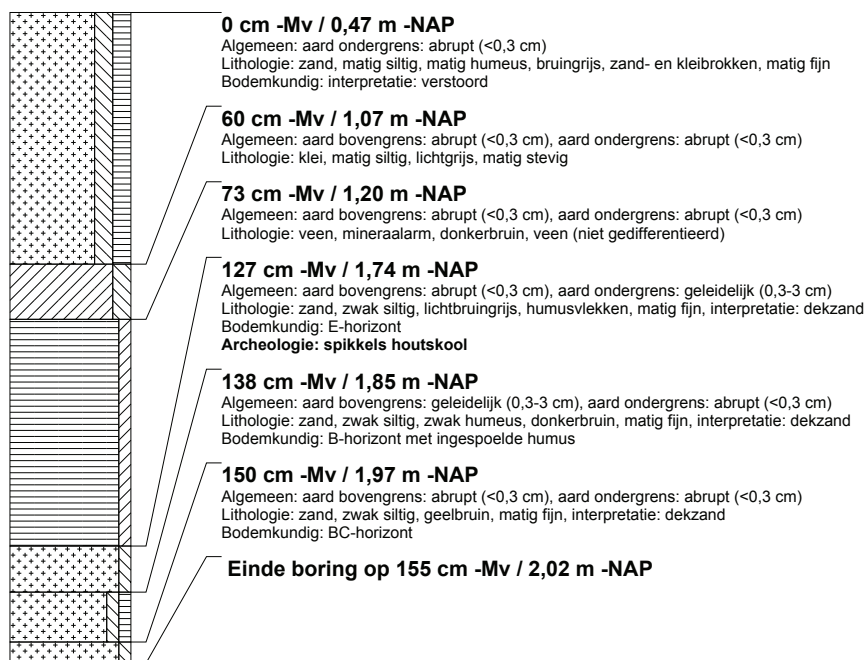 0 cm -Mv / 0,47 m -NAP
Algemeen: aard ondergrens: abrupt (<0,3 cm)
Lithologie: zand, matig siltig, matig humeus, bruingrijs, zand- en kleibrokken, matig fijn
Bodemkundig: interpretatie: verstoord
60 cm -Mv / 1,07 m -NAP
Algemeen: aard bovengrens: abrupt (<0,3 cm), aard ondergrens: abrupt (<0,3 cm)
Lithologie: klei, matig siltig, lichtgrijs, matig stevig
73 cm -Mv / 1,20 m -NAP
Algemeen: aard bovengrens: abrupt (<0,3 cm), aard ondergrens: abrupt (<0,3 cm)
Lithologie: veen, mineraalarm, donkerbruin, veen (niet gedifferentieerd)
127 cm -Mv / 1,74 m -NAP
Algemeen: aard bovengrens: abrupt (<0,3 cm), aard ondergrens: geleidelijk (0,3-3 cm)
Lithologie: zand, zwak siltig, lichtbruingrijs, humusvlekken, matig fijn, interpretatie: dekzand
Bodemkundig: E-horizont
Archeologie: spikkels houtskool
138 cm -Mv / 1,85 m -NAP
Algemeen: aard bovengrens: geleidelijk (0,3-3 cm), aard ondergrens: abrupt (<0,3 cm)
Lithologie: zand, zwak siltig, zwak humeus, donkerbruin, matig fijn, interpretatie: dekzand
Bodemkundig: B-horizont met ingespoelde humus
150 cm -Mv / 1,97 m -NAP
Algemeen: aard bovengrens: abrupt (<0,3 cm), aard ondergrens: abrupt (<0,3 cm)
Lithologie: zand, zwak siltig, geelbruin, matig fijn, interpretatie: dekzand
Bodemkundig: BC-horizont
Einde boring op 155 cm -Mv / 2,02 m -NAP